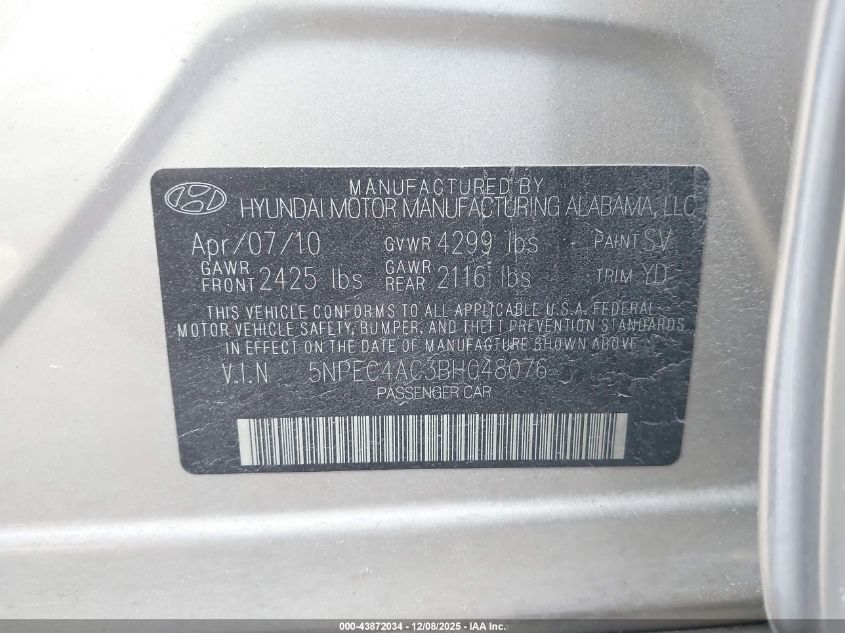 MANUFACTURED BY
HYUNDAI MOTOR MANUFACTURING ALABAMA, LLC
Apr/07/10 GVWR 4299 lbs PAINT SV
GAWR FRONT 2425 lbs GAWR REAR 2116 lbs TRIM YD
THIS VEHICLE CONFORMS TO ALL APPLICABLE U.S.A. FEDERAL
MOTOR VEHICLE SAFETY, BUMPER, AND THEFT PREVENTION STANDARDS
IN EFFECT ON THE DATE OF MANUFACTURE SHOWN ABOVE.
V.I.N 5NPEC4AC3BH048076
PASSENGER CAR
000-43872034 - 12/08/2025 - IAA Inc.